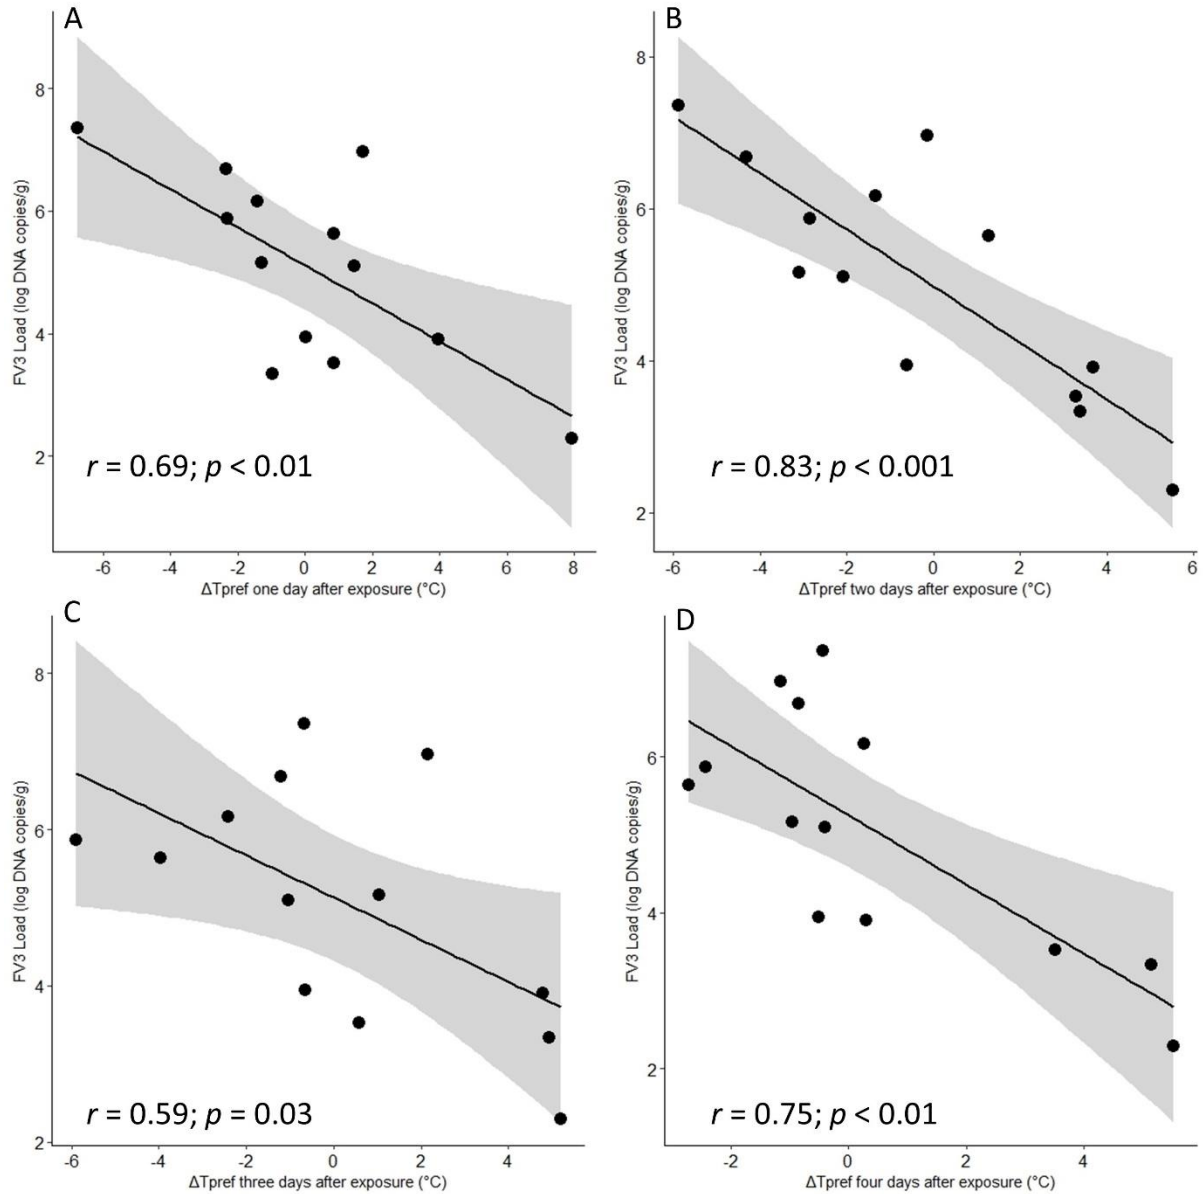 A
FV3 Load (log DNA copies/g)
8
6
4
2
r = 0.69; p < 0.01
-6 -4 -2 0 2 4 6 8
ΔTpref one day after exposure (°C)
B
FV3 Load (log DNA copies/g)
8
6
4
2
r = 0.83; p < 0.001
-6 -4 -2 0 2 4 6
ΔTpref two days after exposure (°C)
C
FV3 Load (log DNA copies/g)
8
6
4
2
r = 0.59; p = 0.03
-6 -4 -2 0 2 4
ΔTpref three days after exposure (°C)
D
FV3 Load (log DNA copies/g)
6
4
2
r = 0.75; p < 0.01
-2 0 2 4
ΔTpref four days after exposure (°C)